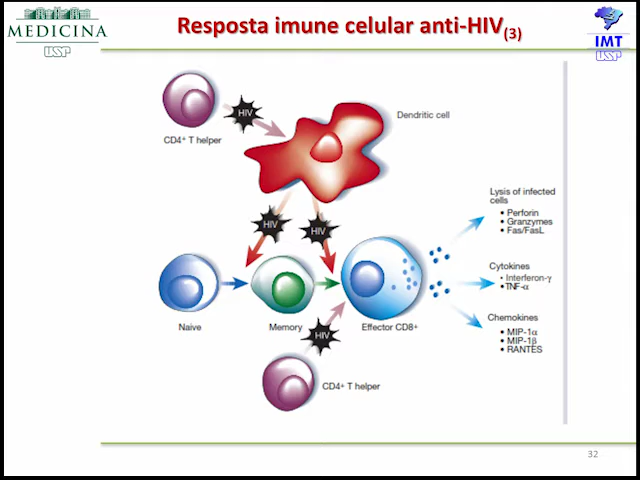 Resposta imune celular anti-HIV(3)
MEDICINA
USP
IMT
USP
CD4⁺ T helper
HIV
Dendritic cell
HIV
HIV
Lysis of infected
cells
• Perforin
• Granzymes
• Fas/FasL
Cytokines
• Interferon-γ
• TNF-α
Chemokines
• MIP-1α
• MIP-1β
• RANTES
Naive
Memory
Effector CD8+
HIV
CD4⁺ T helper
32